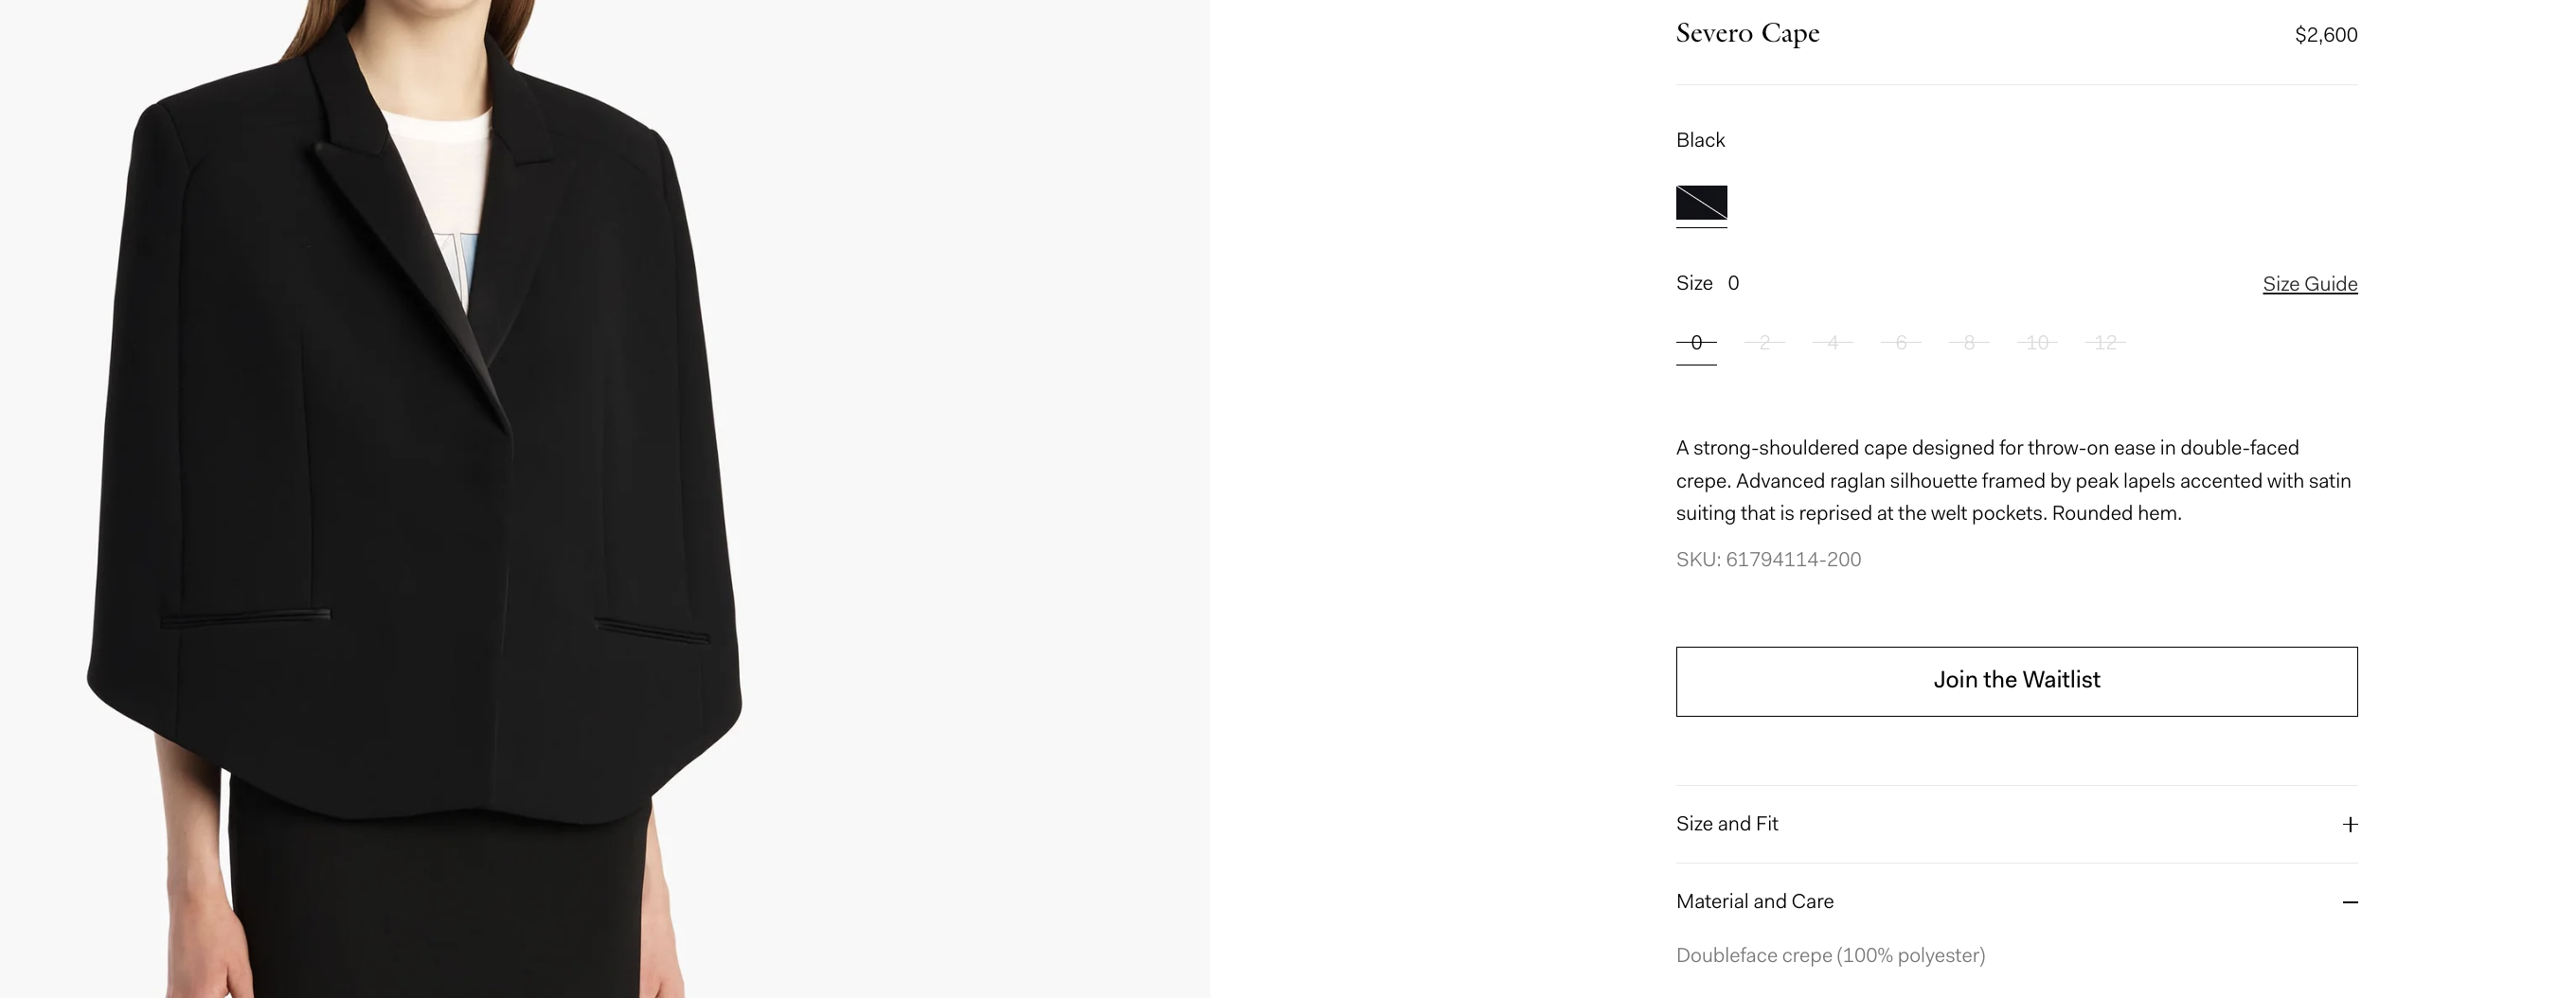 Severo Cape
$2,600
Black
Size 0
Size Guide
0 2 4 6 8 10 12
A strong-shouldered cape designed for throw-on ease in double-faced
crepe. Advanced raglan silhouette framed by peak lapels accented with satin
suiting that is reprised at the welt pockets. Rounded hem.
SKU: 61794114-200
Join the Waitlist
Size and Fit
Material and Care
Doubleface crepe (100% polyester)